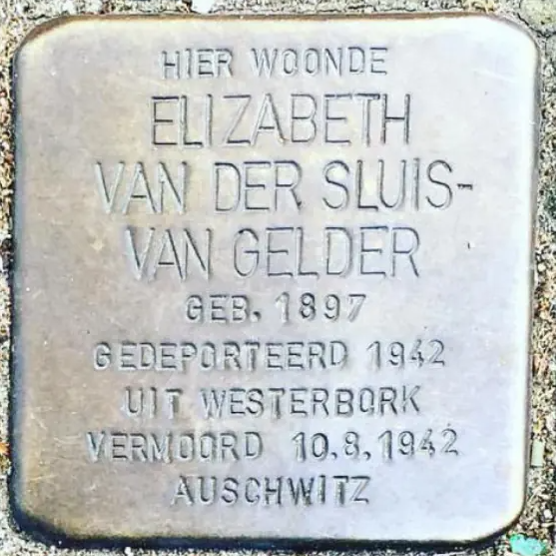 HIER WOONDE
ELIZABETH
VAN DER SLUIS-
VAN GELDER
GEB. 1897
GEDEPORTEERD 1942
UIT WESTERBORK
VERMOORD 10.8.1942
AUSCHWITZ